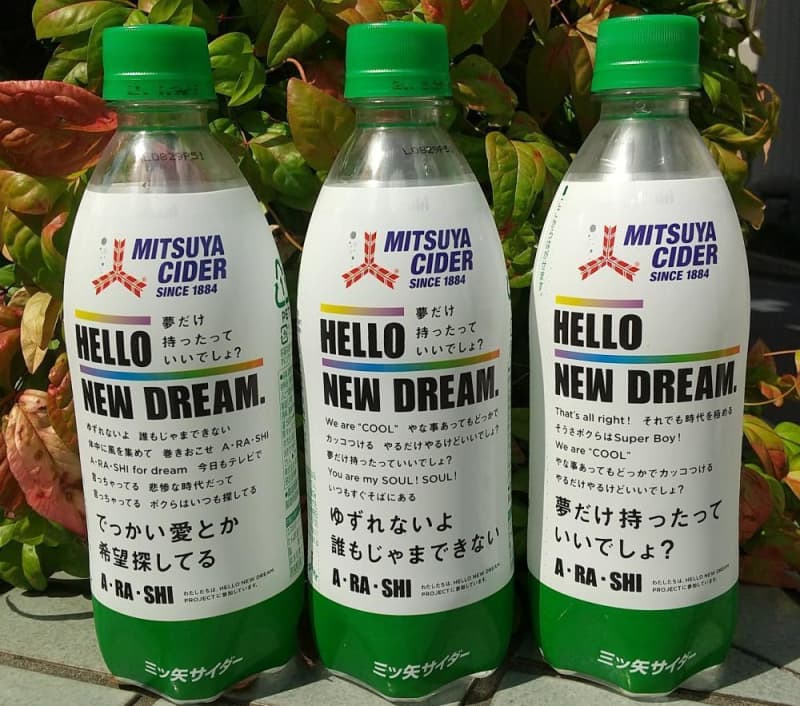 LO829P51
MITSUYA
CIDER
SINCE 1884
HELLO
夢だけ
持ったって
いいでしょ?
NEW DREAM.
ゆずれないよ 誰もじゃまできない
体中に風を集めて 巻きおこせ A・RA・SHI
A・RA・SHI for dream 今日もテレビで
言っちゃってる 悲惨な時代だって
言っちゃってる ボクらはいつも探してる
でっかい愛とか
希望探してる
A・RA・SHI
わたしたちは、HELLO NEW DREAM.
PROJECTに参加しています。
三ツ矢サイダー
LO829P5
MITSUYA
CIDER
SINCE 1884
HELLO
夢だけ
持ったって
いいでしょ?
NEW DREAM.
We are "COOL" やな事あってもどっかで
カッコつける やるだけやるけどいいでしょ?
夢だけ持ったっていいでしょ?
You are my SOUL! SOUL!
いつもすぐそばにある
ゆずれないよ
誰もじゃまできない
A・RA・SHI
わたしたちは、HELLO NEW DREAM.
PROJECTに参加しています。
三ツ矢サイダー
MITSUYA
CIDER
SINCE 1884
HELLO
NEW DREAM.
That's all right! それでも時代を極める
そうさボクらはSuper Boy!
We are "COOL"
やな事あってもどっかでカッコつける
やるだけやるけどいいでしょ?
夢だけ持ったって
いいでしょ?
A・RA・SHI
わたしたちは、HELLO NEW DREAM.
PROJECTに参加しています。
三ツ矢サイダー